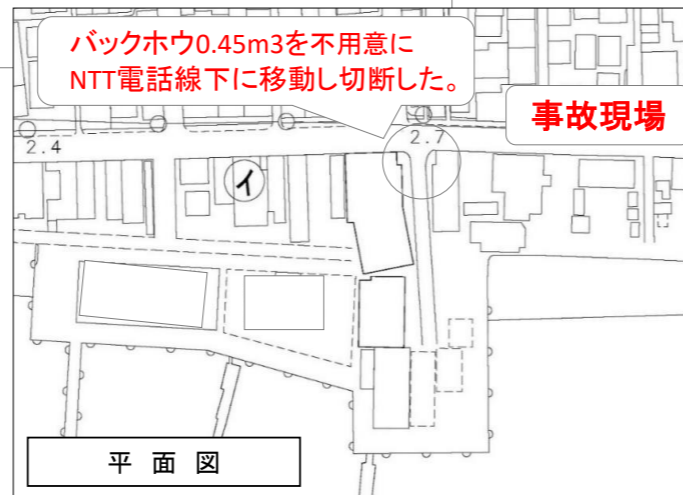 バックホウ0.45m3を不用意に
NTT電話線下に移動し切断した。
事故現場
2.4
2.7
イ
平面図